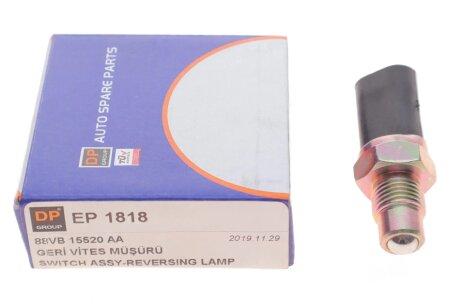 AUTO SPARE PARTS
DP
GROUP
TÜV
DP
GROUP
EP 1818
88VB 15520 AA
2019.11.29
GERİ VİTES MÜŞÜRÜ
SWITCH ASSY-REVERSING LAMP